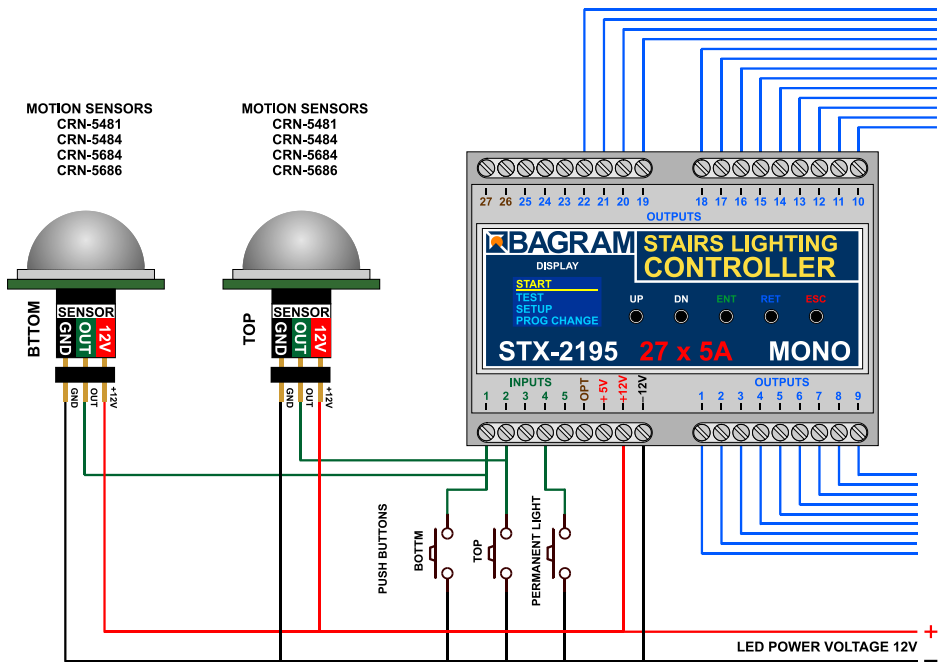 MOTION SENSORS
CRN-5481
CRN-5484
CRN-5684
CRN-5686
MOTION SENSORS
CRN-5481
CRN-5484
CRN-5684
CRN-5686
BTTOM
SENSOR
GND OUT 12V
GND OUT +12V
TOP
SENSOR
GND OUT 12V
GND OUT +12V
27 26 25 24 23 22 21 20 19
18 17 16 15 14 13 12 11 10
OUTPUTS
BAGRAM
STAIRS LIGHTING
CONTROLLER
DISPLAY
START
TEST
SETUP
PROG CHANGE
UP DN ENT RET ESC
STX-2195 27 x 5A MONO
INPUTS
1 2 3 4 5 OPT +5V +12V -12V
OUTPUTS
1 2 3 4 5 6 7 8 9
PUSH BUTTONS
BOTTM
TOP
PERMANENT LIGHT
+
LED POWER VOLTAGE 12V
−